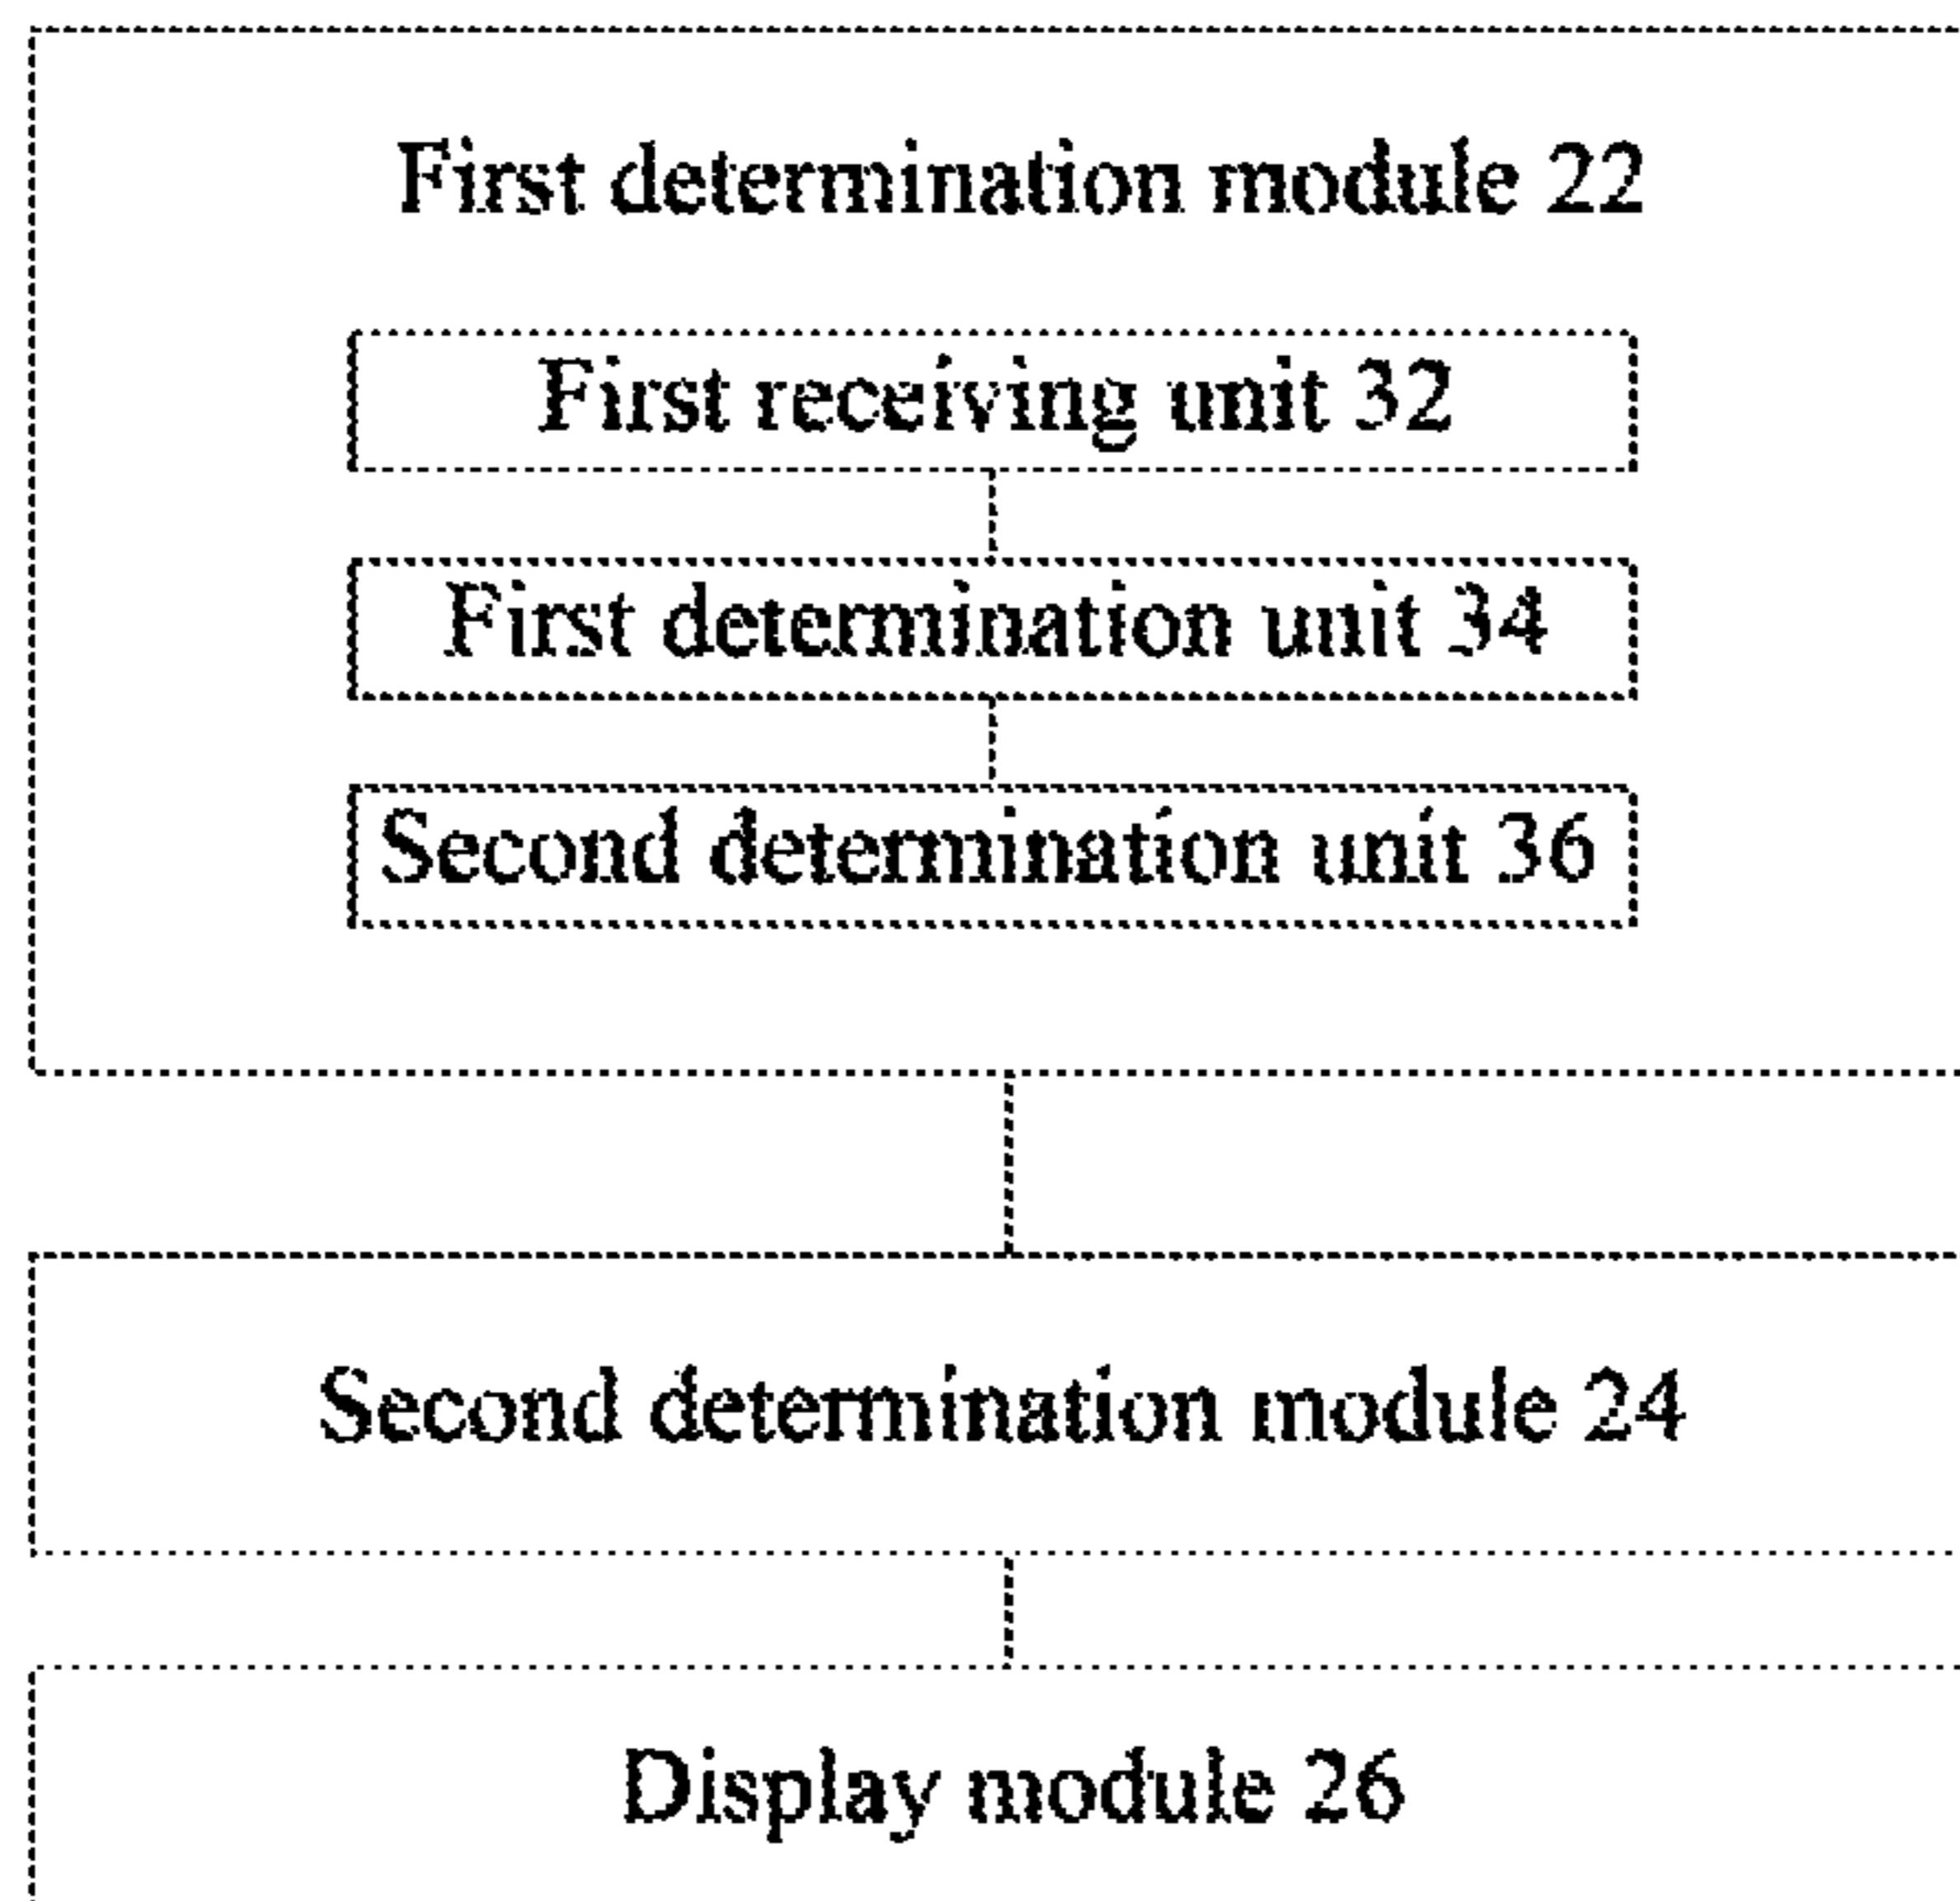 First determination module 22
First receiving unit 32
First determination unit 34
Second determination unit 36
Second determination module 24
Display module 26